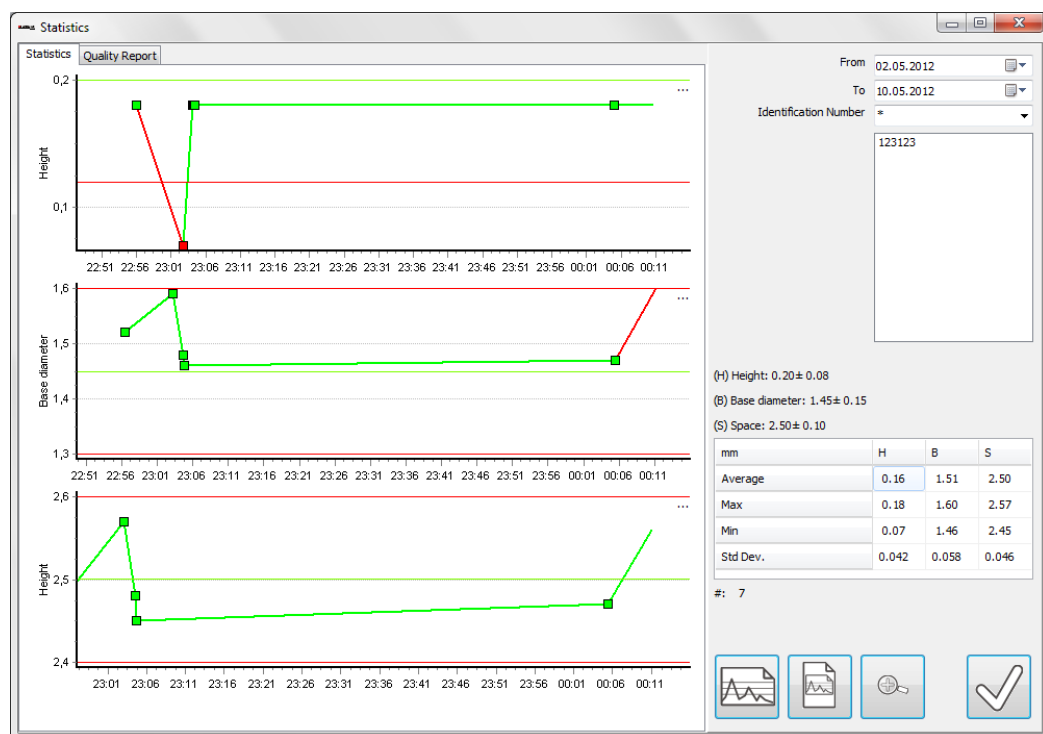 Statistics
Statistics Quality Report
0,2
0,1
Height
...
22:51 22:56 23:01 23:06 23:11 23:16 23:21 23:26 23:31 23:36 23:41 23:46 23:51 23:56 00:01 00:06 00:11
1,6
1,5
1,4
1,3
Base diameter
...
22:51 22:56 23:01 23:06 23:11 23:16 23:21 23:26 23:31 23:36 23:41 23:46 23:51 23:56 00:01 00:06 00:11
2,6
2,5
2,4
Height
...
23:01 23:06 23:11 23:16 23:21 23:26 23:31 23:36 23:41 23:46 23:51 23:56 00:01 00:06 00:11
From 02.05.2012
To 10.05.2012
Identification Number *
123123
(H) Height: 0.20± 0.08
(B) Base diameter: 1.45± 0.15
(S) Space: 2.50± 0.10
mm H B S
Average 0.16 1.51 2.50
Max 0.18 1.60 2.57
Min 0.07 1.46 2.45
Std Dev. 0.042 0.058 0.046
#: 7